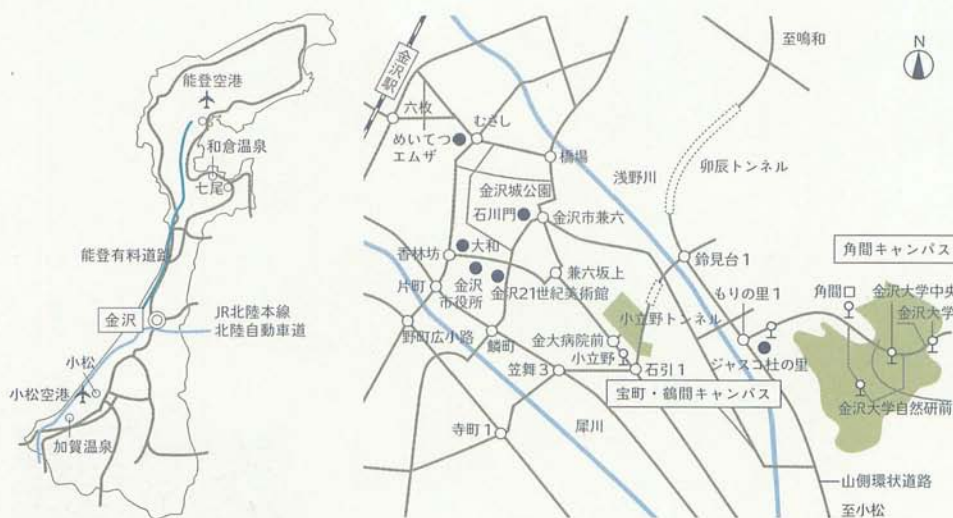 能登空港
和倉温泉
七尾
能登有料道路
金沢
JR北陸本線
北陸自動車道
小松
小松空港
加賀温泉
至鳴和
N
金沢駅
六枚
むさし
めいてつ
エムザ
橋場
浅野川
卯辰トンネル
金沢城公園
石川門
金沢市兼六
角間キャンパス
香林坊
大和
鈴見台1
兼六坂上
片町
金沢
市役所
金沢21世紀美術館
もりの里1
角間口
金沢大学中央
金沢大学
野町広小路
鱗町
小立野トンネル
金大病院前
小立野
ジャスコ杜の里
笠舞3
石引1
宝町・鶴間キャンパス
金沢大学自然研前
寺町1
犀川
山側環状道路
至小松